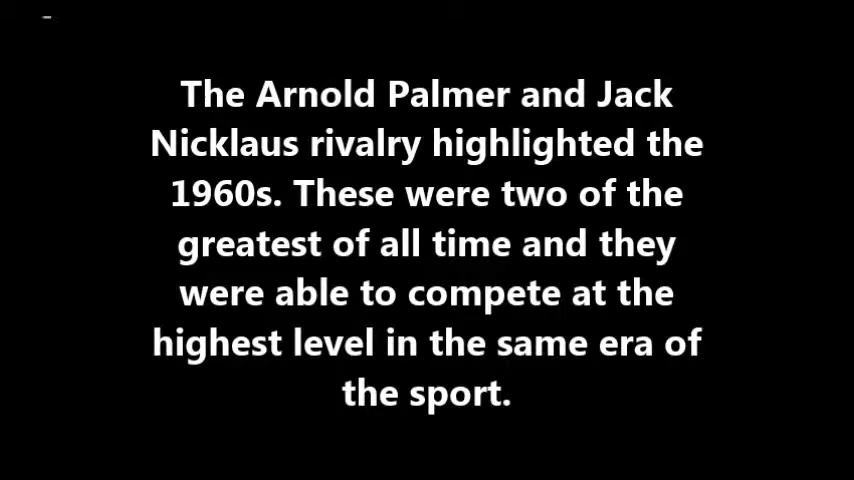 The Arnold Palmer and Jack
Nicklaus rivalry highlighted the
1960s. These were two of the
greatest of all time and they
were able to compete at the
highest level in the same era of
the sport.